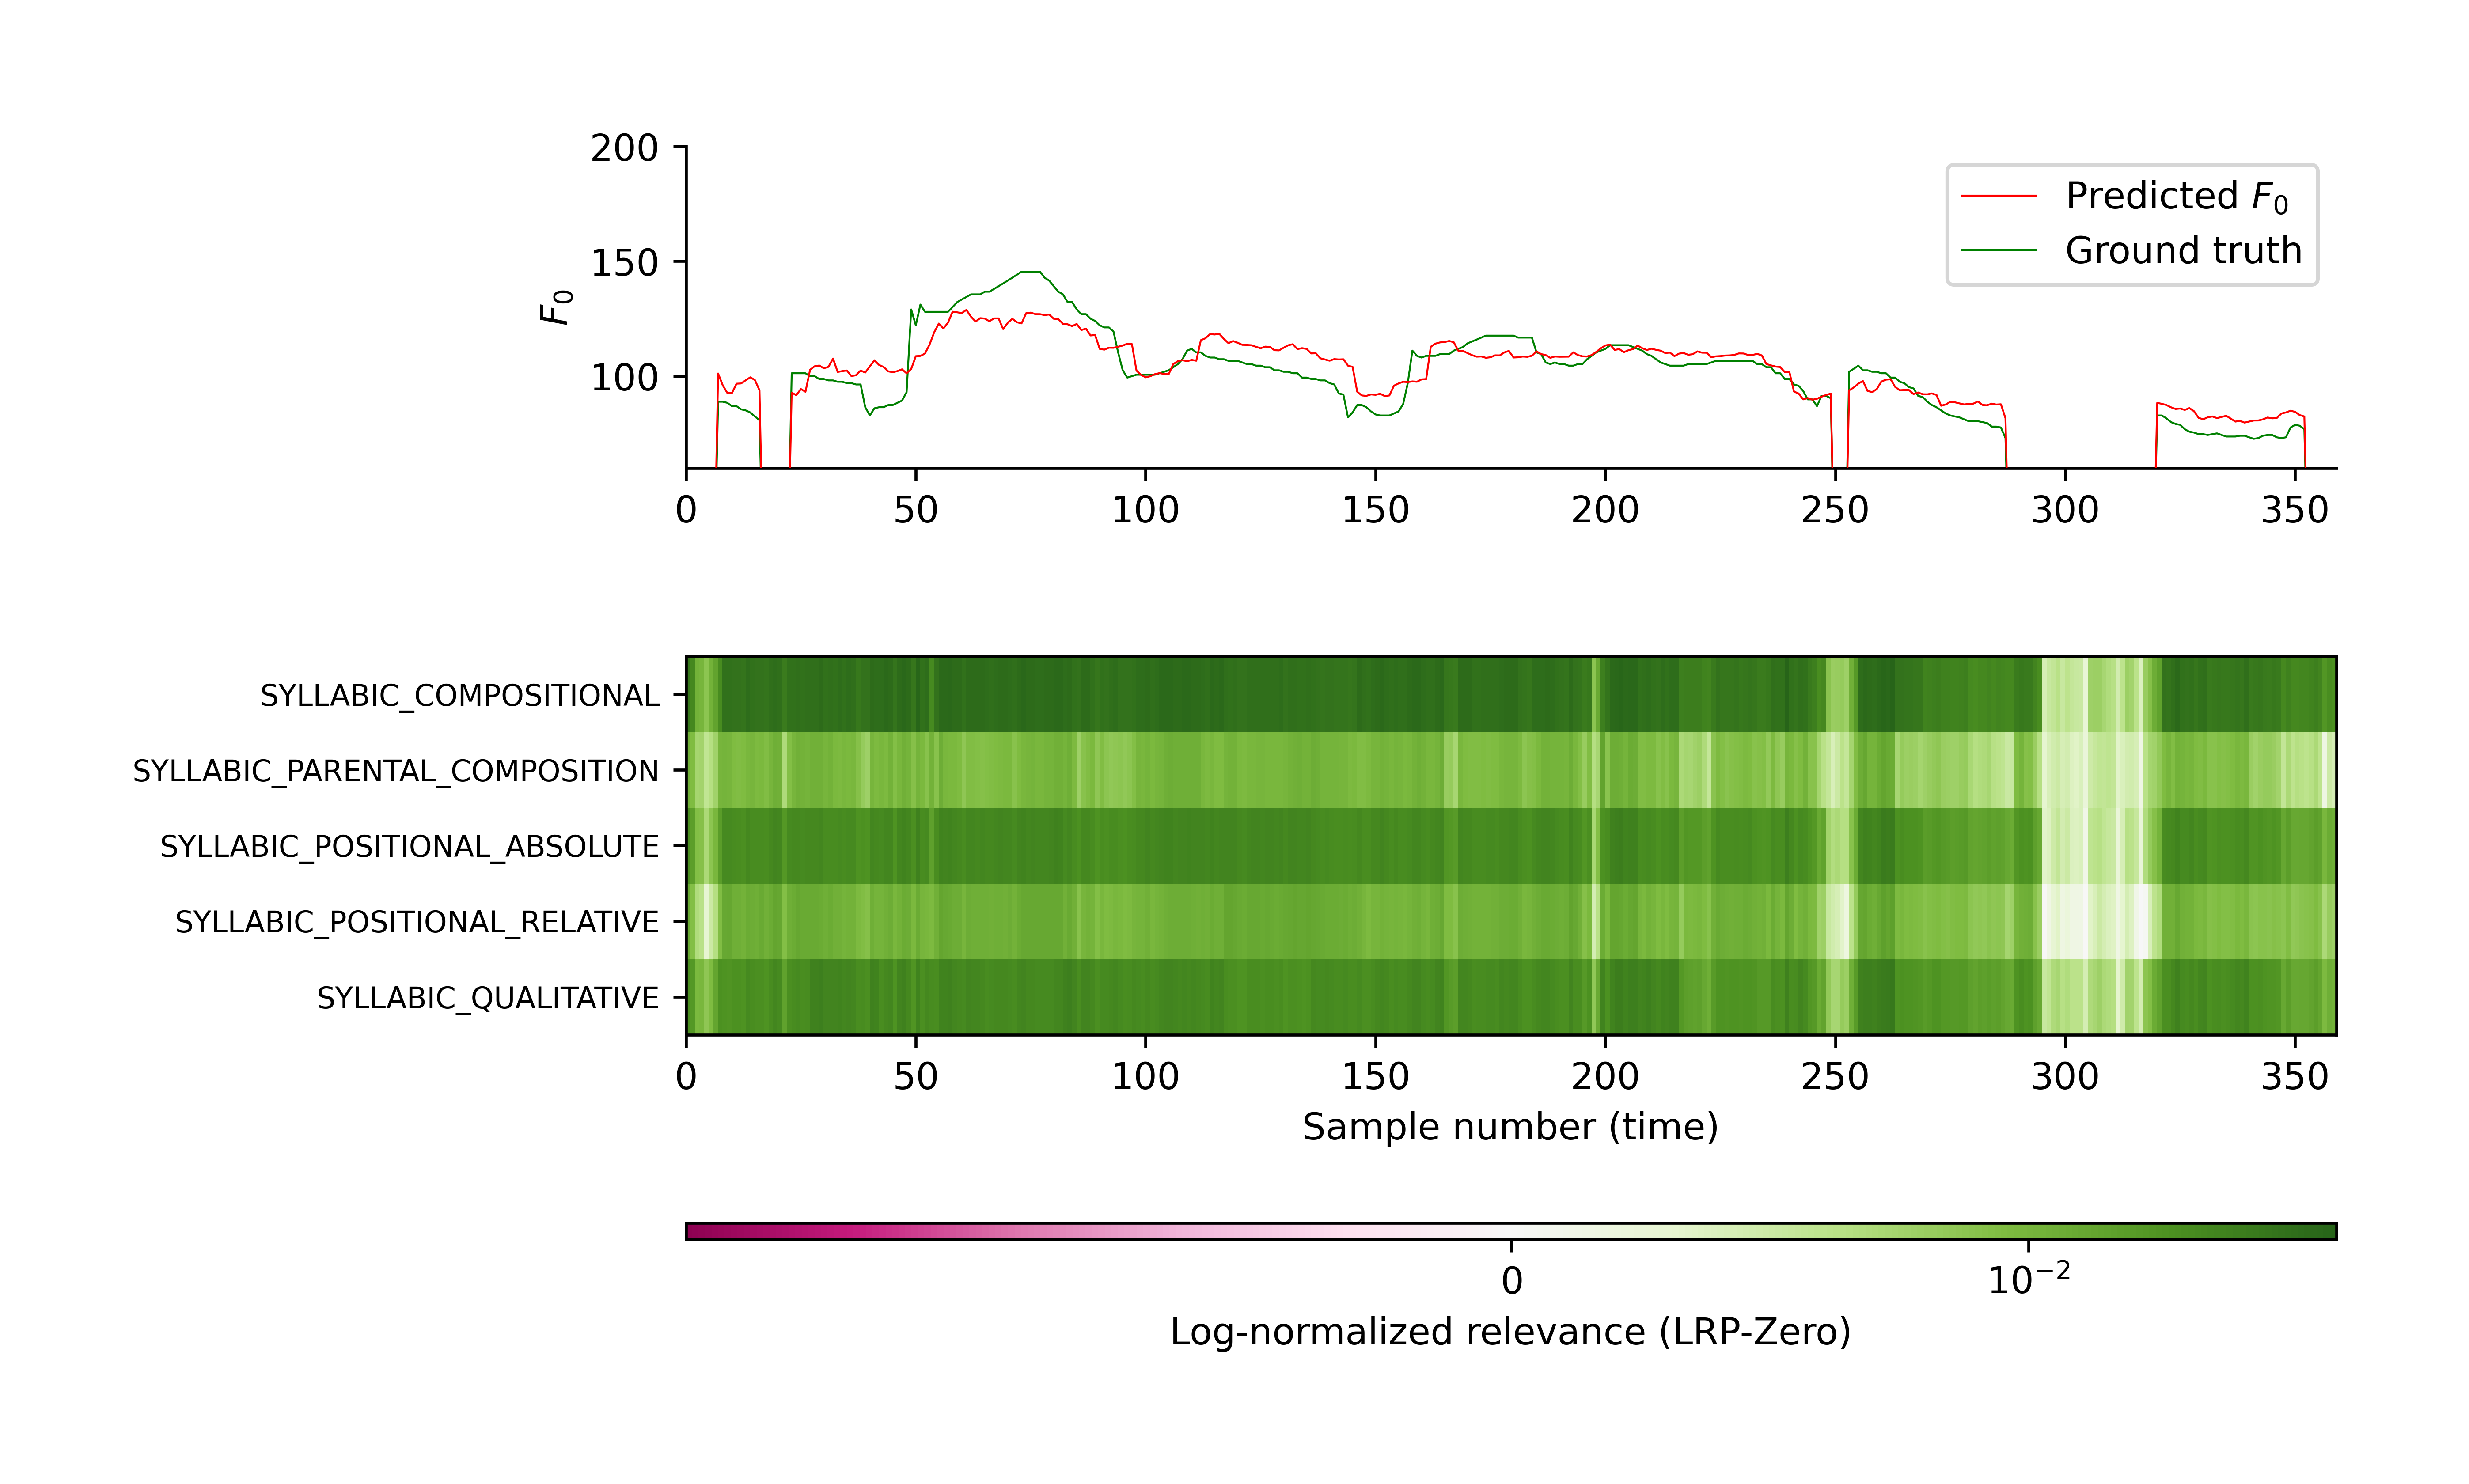 200
150
100
F₀
Predicted F₀
Ground truth
0 50 100 150 200 250 300 350
SYLLABIC_COMPOSITIONAL
SYLLABIC_PARENTAL_COMPOSITION
SYLLABIC_POSITIONAL_ABSOLUTE
SYLLABIC_POSITIONAL_RELATIVE
SYLLABIC_QUALITATIVE
0 50 100 150 200 250 300 350
Sample number (time)
0 10⁻²
Log-normalized relevance (LRP-Zero)